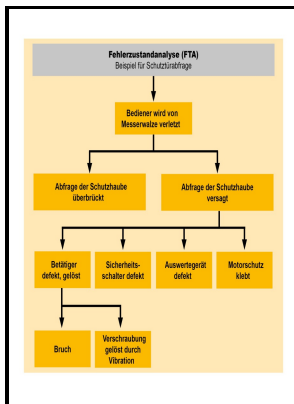 Fehlerzustandanalyse (FTA)
Beispiel für Schutztürabfrage
Bediener wird von
Messerwalze verletzt
Abfrage der Schutzhaube
überbrückt
Abfrage der Schutzhaube
versagt
Betätiger
defekt, gelöst
Sicherheits-
schalter defekt
Auswertegerät
defekt
Motorschutz
klebt
Bruch
Verschraubung
gelöst durch
Vibration